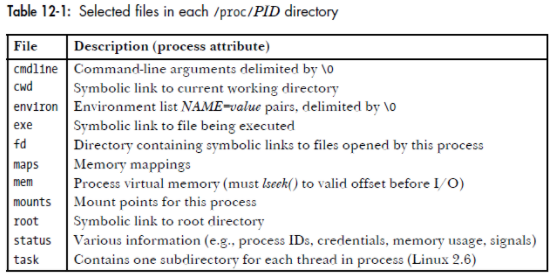 Table 12-1: Selected files in each /proc/PID directory
File Description (process attribute)
cmdline Command-line arguments delimited by \0
cwd Symbolic link to current working directory
environ Environment list NAME=value pairs, delimited by \0
exe Symbolic link to file being executed
fd Directory containing symbolic links to files opened by this process
maps Memory mappings
mem Process virtual memory (must lseek() to valid offset before I/O)
mounts Mount points for this process
root Symbolic link to root directory
status Various information (e.g., process IDs, credentials, memory usage, signals)
task Contains one subdirectory for each thread in process (Linux 2.6)